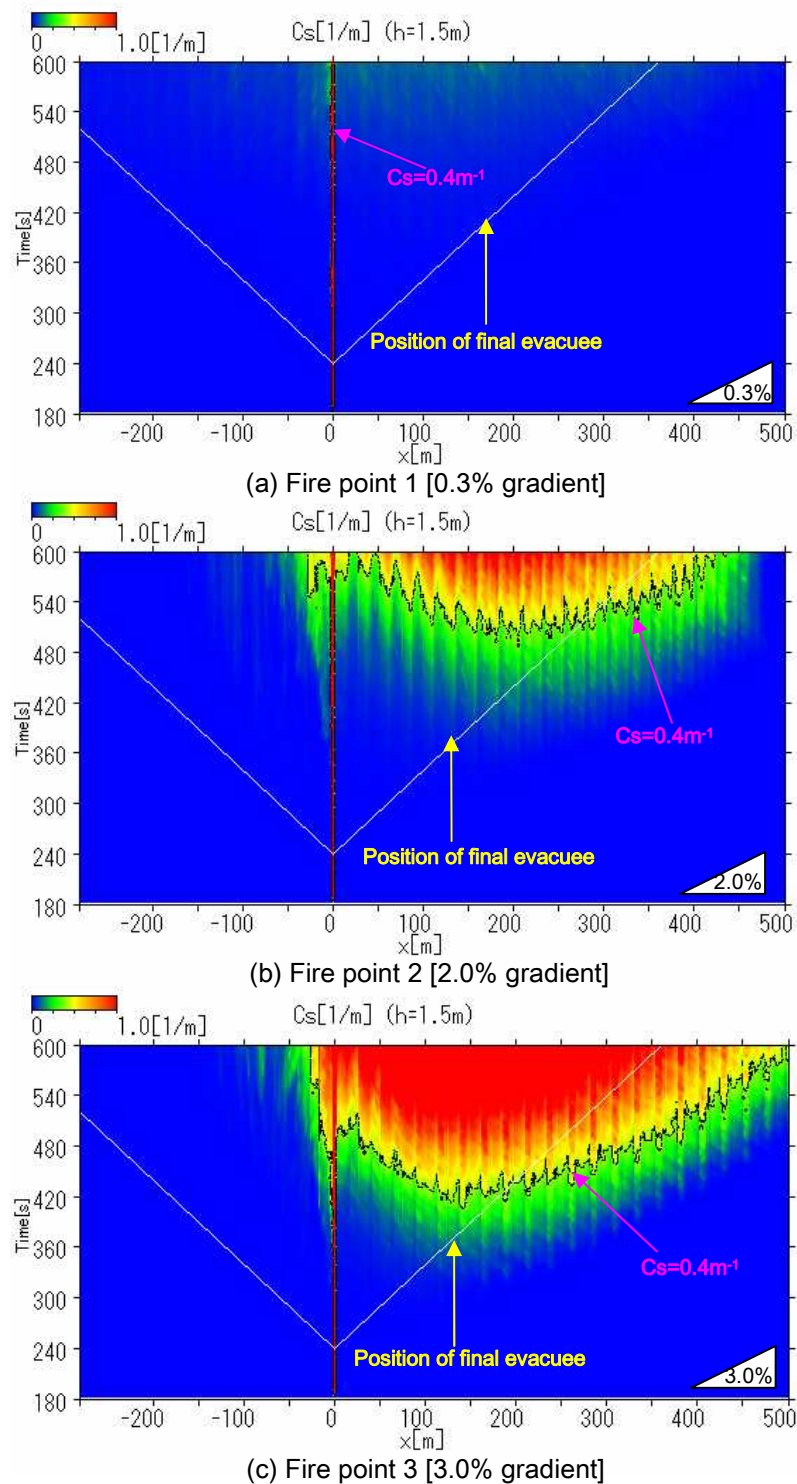 Cs[1/m] (h=1.5m)
0 1.0[1/m]
600
540
480
420
360
300
240
180
Time[s]
Cs=0.4m⁻¹
Position of final evacuee
0.3%
-200 -100 0 100 200 300 400 500
x[m]
(a) Fire point 1 [0.3% gradient]
Cs[1/m] (h=1.5m)
0 1.0[1/m]
600
540
480
420
360
300
240
180
Time[s]
Cs=0.4m⁻¹
Position of final evacuee
2.0%
-200 -100 0 100 200 300 400 500
x[m]
(b) Fire point 2 [2.0% gradient]
Cs[1/m] (h=1.5m)
0 1.0[1/m]
600
540
480
420
360
300
240
180
Time[s]
Cs=0.4m⁻¹
Position of final evacuee
3.0%
-200 -100 0 100 200 300 400 500
x[m]
(c) Fire point 3 [3.0% gradient]